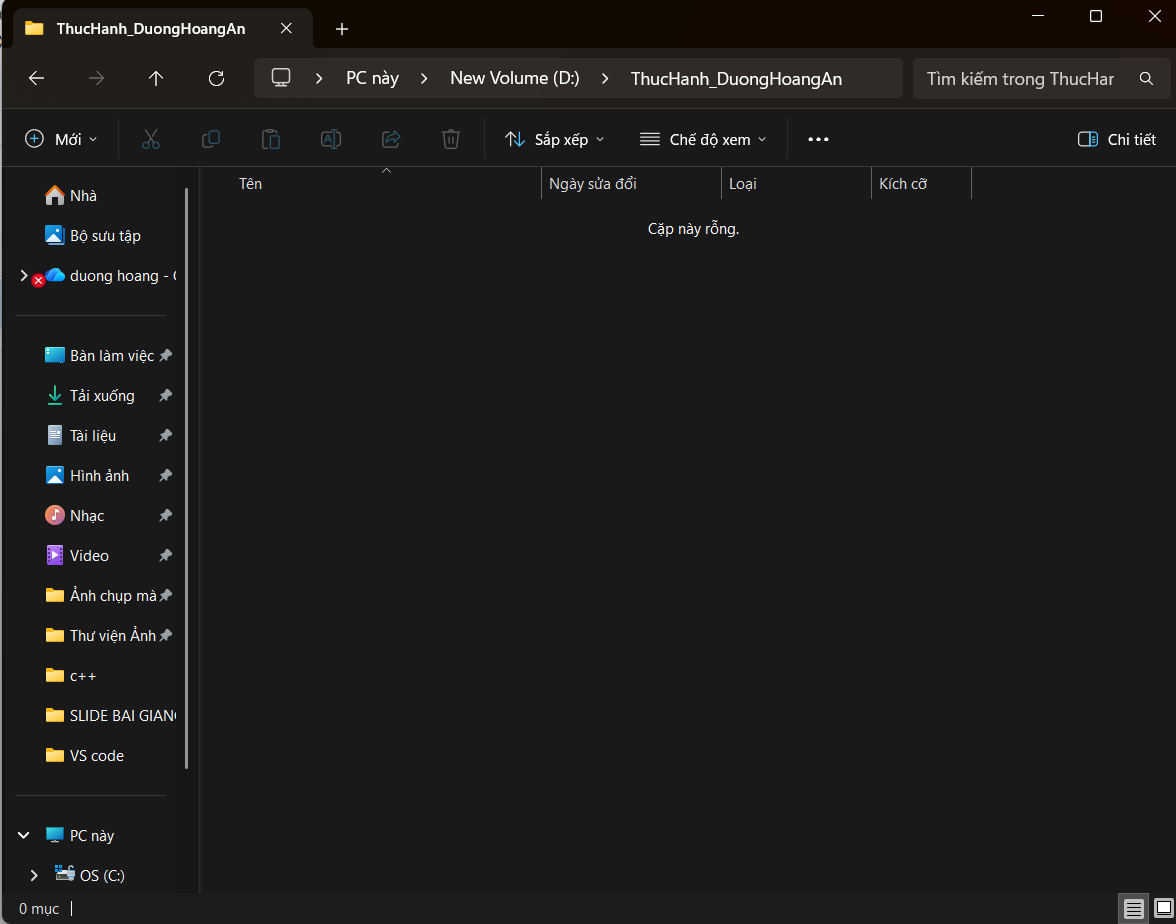 ThucHanh_DuongHoangAn
PC này New Volume (D:) ThucHanh_DuongHoangAn
Tìm kiếm trong ThucHar
Mới Sắp xếp Chế độ xem Chi tiết
Tên Ngày sửa đổi Loại Kích cỡ
Cặp này rỗng.
Nhà
Bộ sưu tập
duong hoang -
Bàn làm việc
Tải xuống
Tài liệu
Hình ảnh
Nhạc
Video
Ảnh chụp mà
Thư viện Ảnh
c++
SLIDE BAI GIANG
VS code
PC này
OS (C:)
0 mục